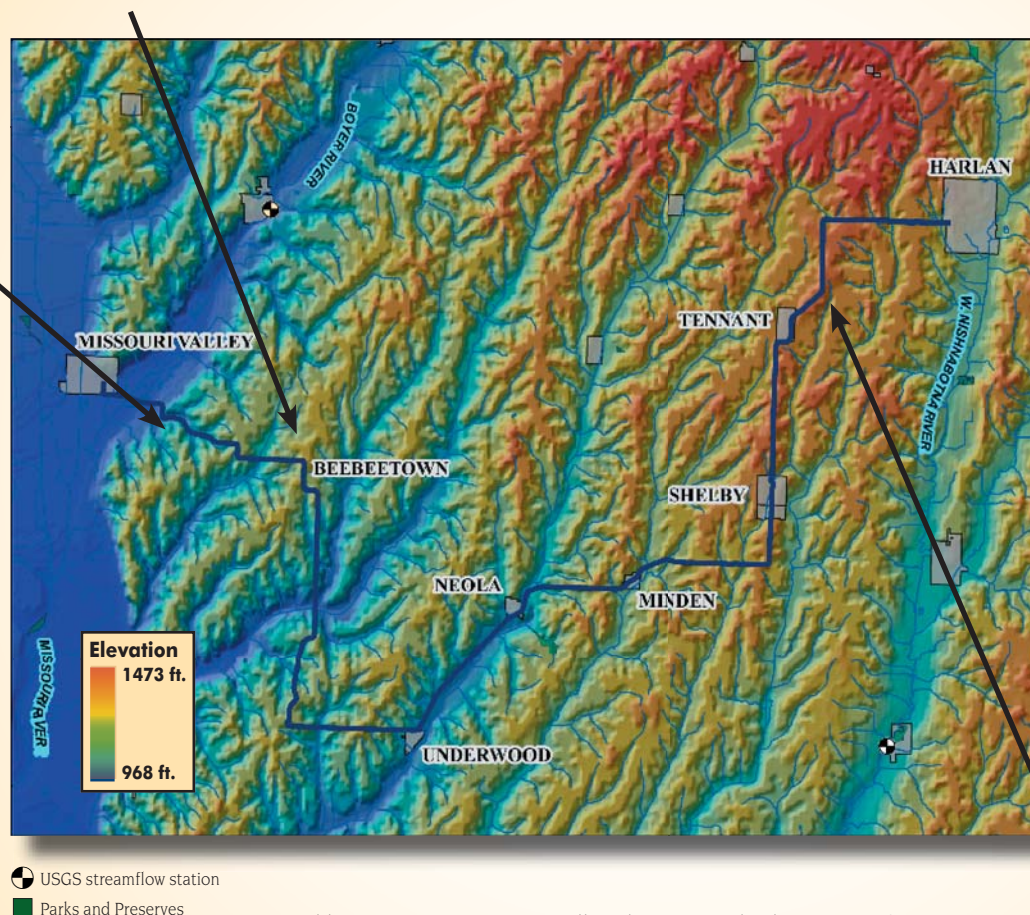 BOYER RIVER
HARLAN
TENNANT
MISSOURI VALLEY
W. NISHNABOTNA RIVER
BEEBEETOWN
SHELBY
NEOLA
MINDEN
Elevation
1473 ft.
968 ft.
MISSOURI
UNDERWOOD
USGS streamflow station
Parks and Preserves